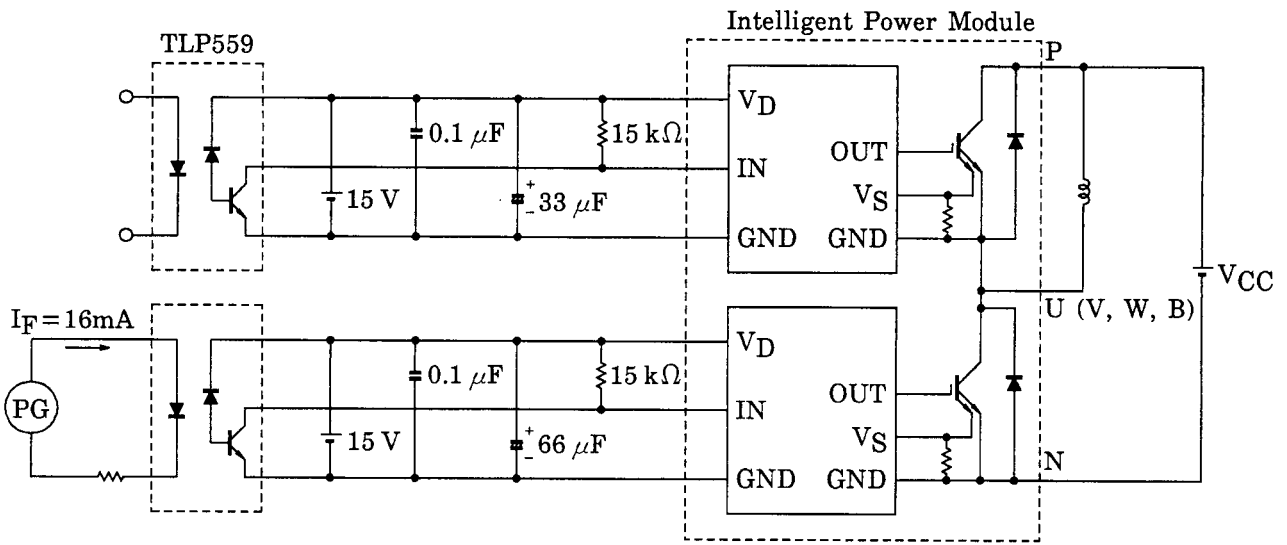 Intelligent Power Module
TLP559
P
V_D
0.1 μF
15 kΩ
OUT
IN
V_S
15 V
+
- 33 μF
GND GND
V_CC
U (V, W, B)
I_F = 16mA
V_D
0.1 μF
15 kΩ
PG
OUT
IN
V_S
15 V
+
- 66 μF
N
GND GND